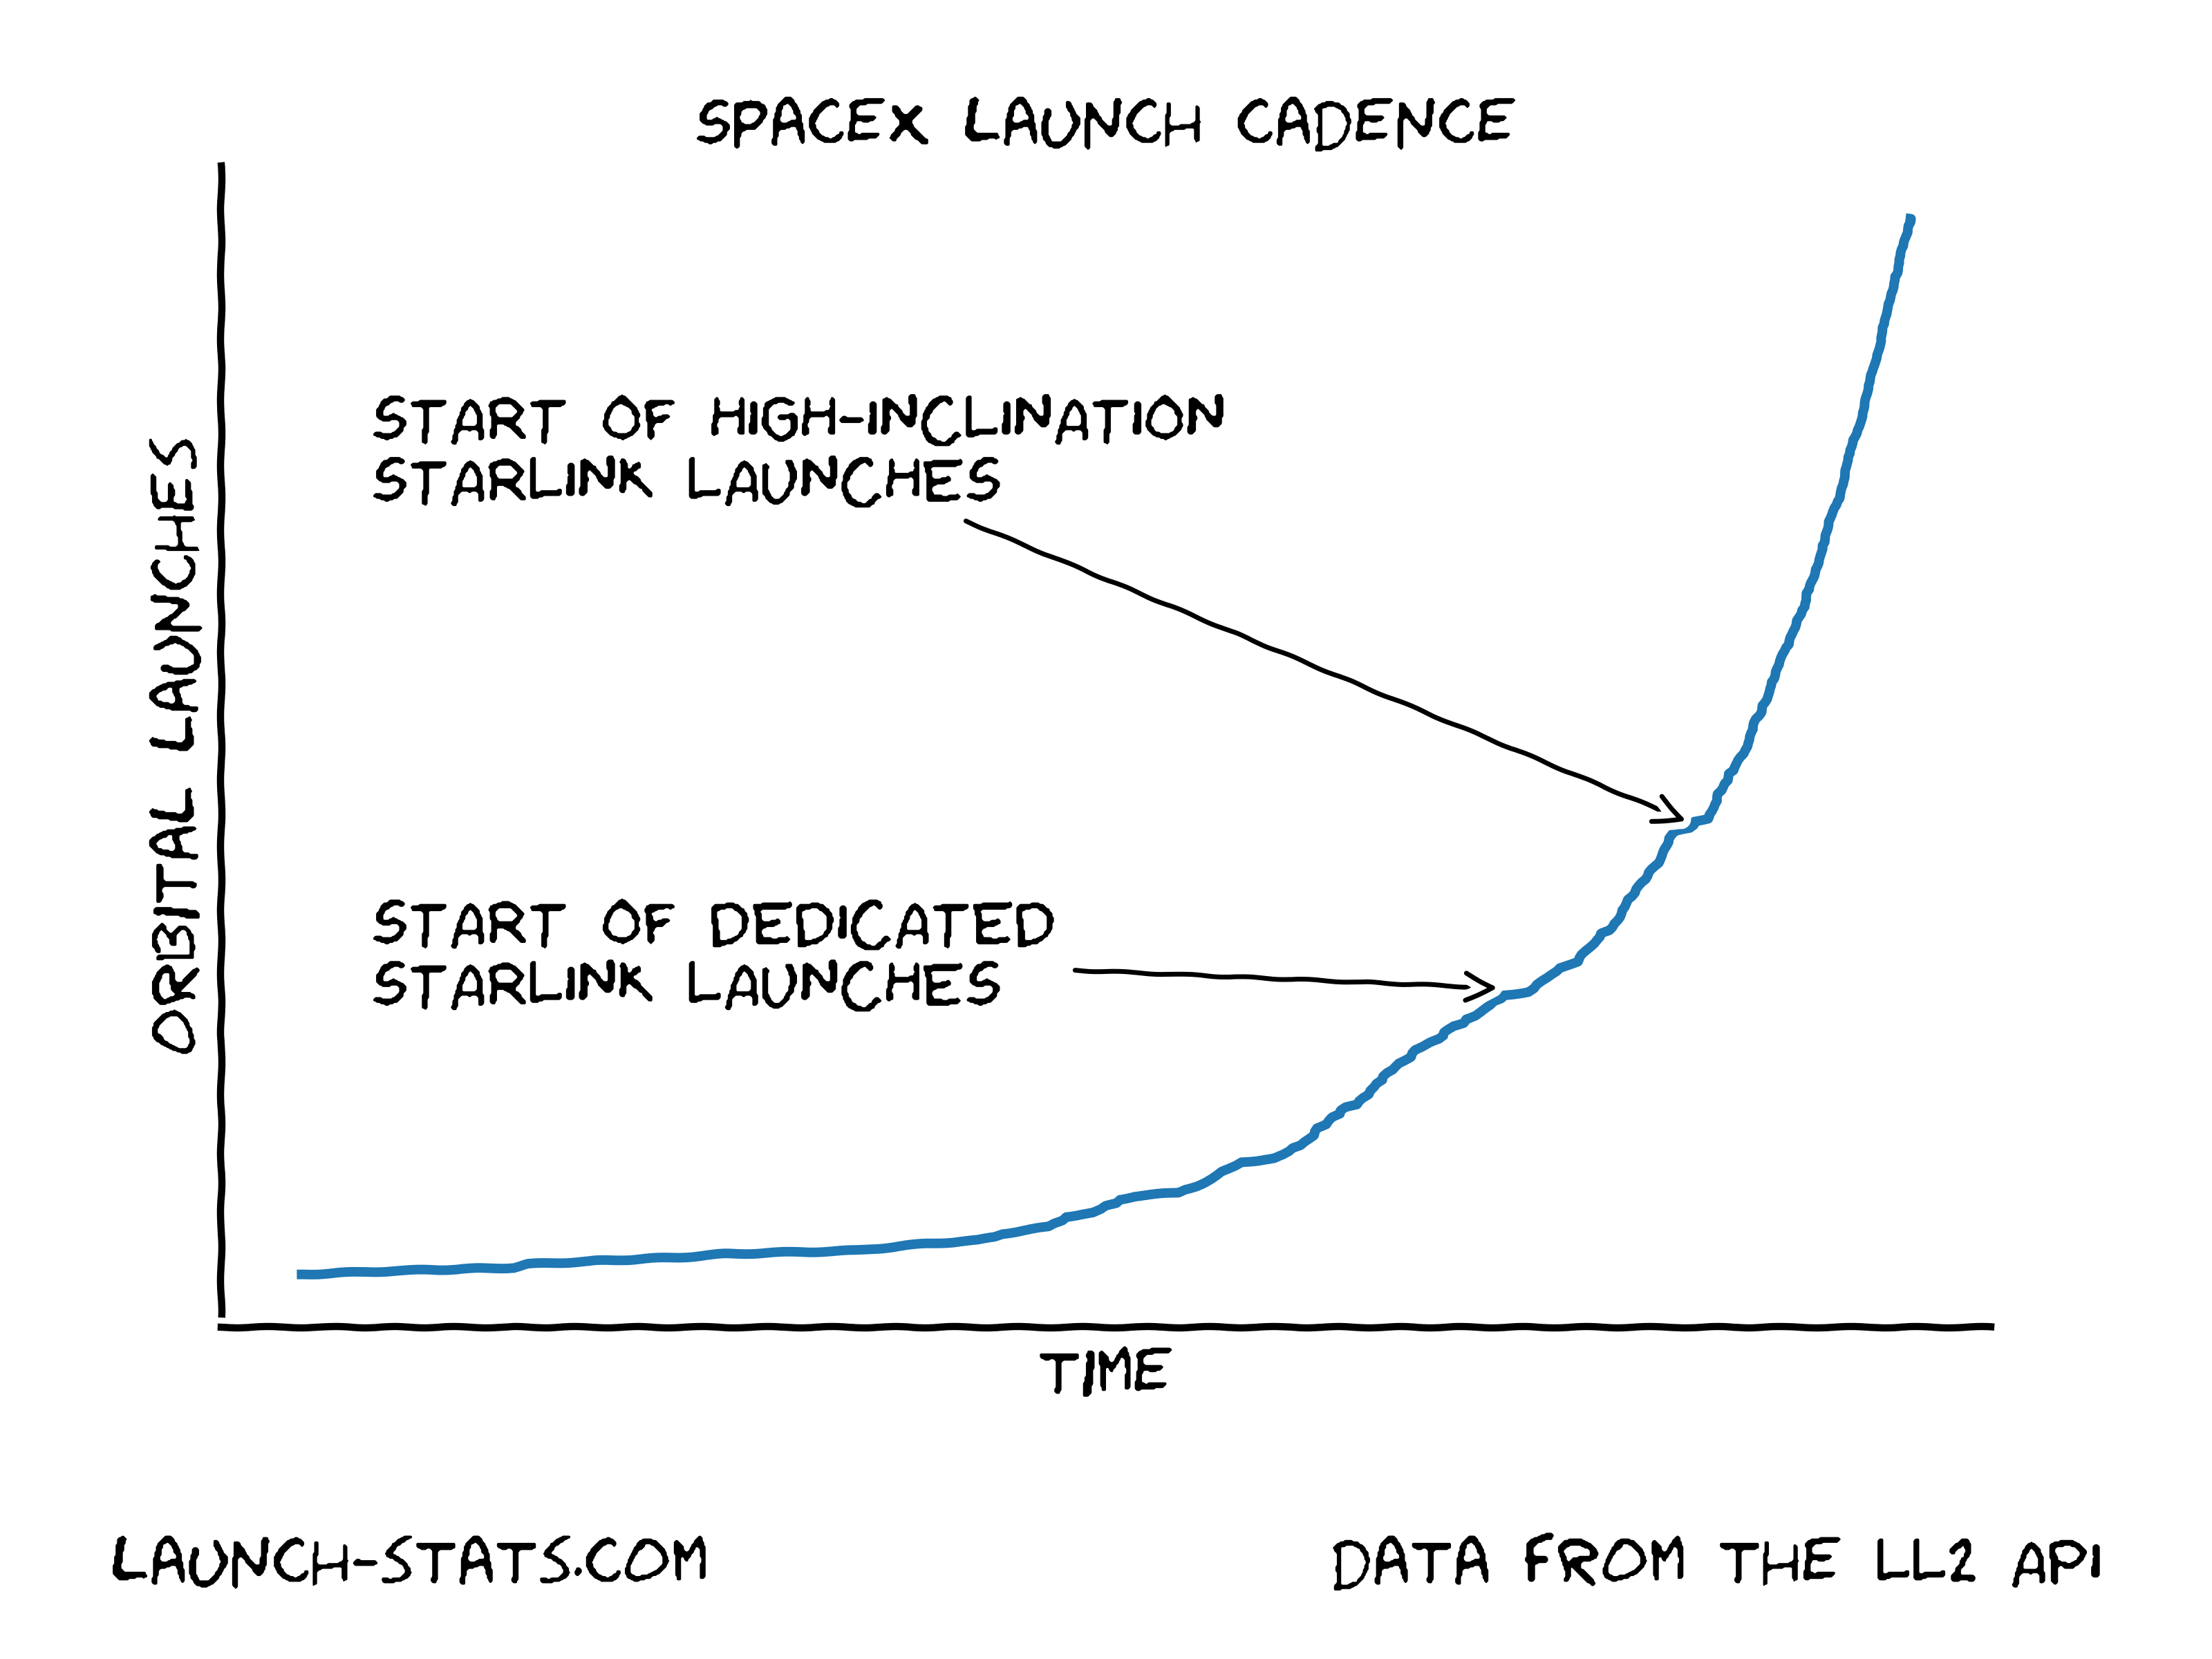 SPACEX LAUNCH CADENCE
START OF HIGH-INCLINATION
STARLINK LAUNCHES
ORBITAL LAUNCHES
START OF DEDICATED
STARLINK LAUNCHES
TIME
LAUNCH-STATS.COM
DATA FROM THE LL2 API